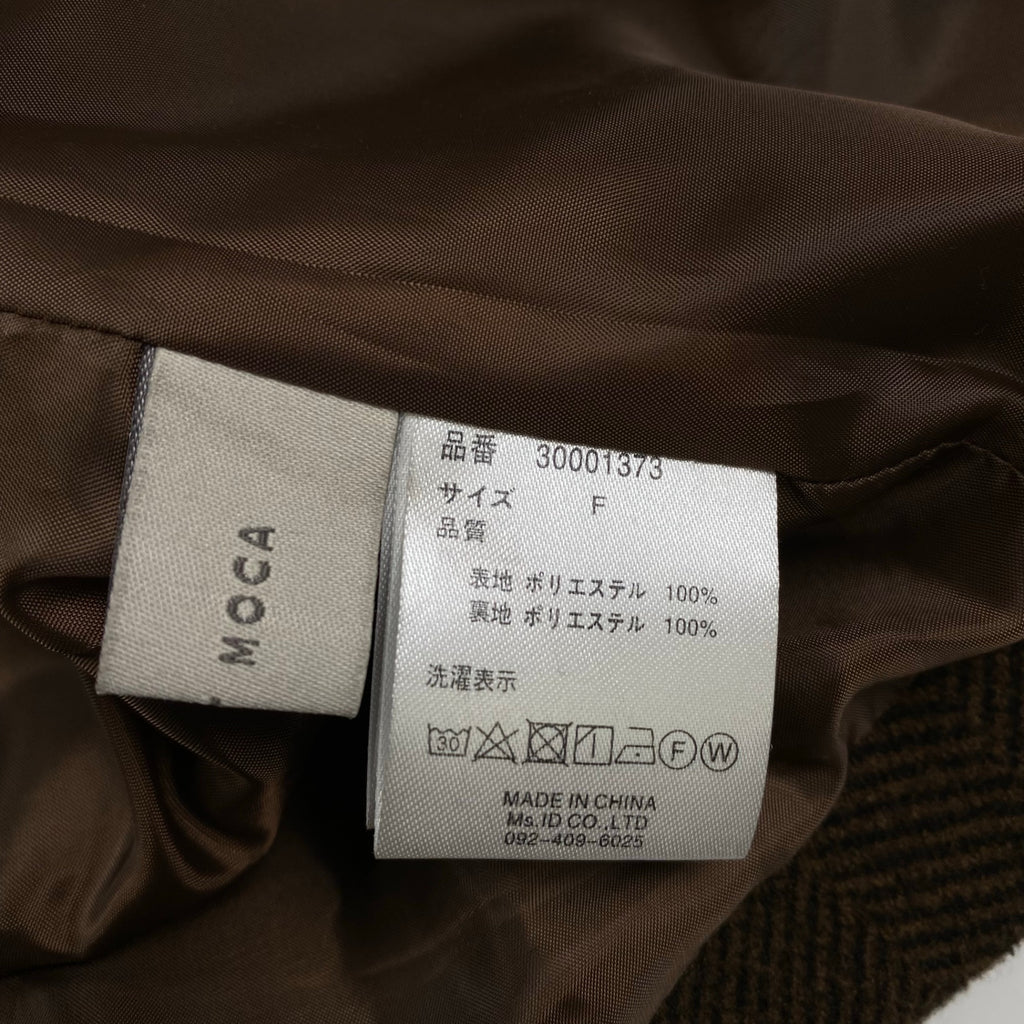 MOCA
品番 30001373
サイズ F
品質
表地 ポリエステル 100%
裏地 ポリエステル 100%
洗濯表示
30 F W
MADE IN CHINA
Ms.ID CO.,LTD
092-409-6025